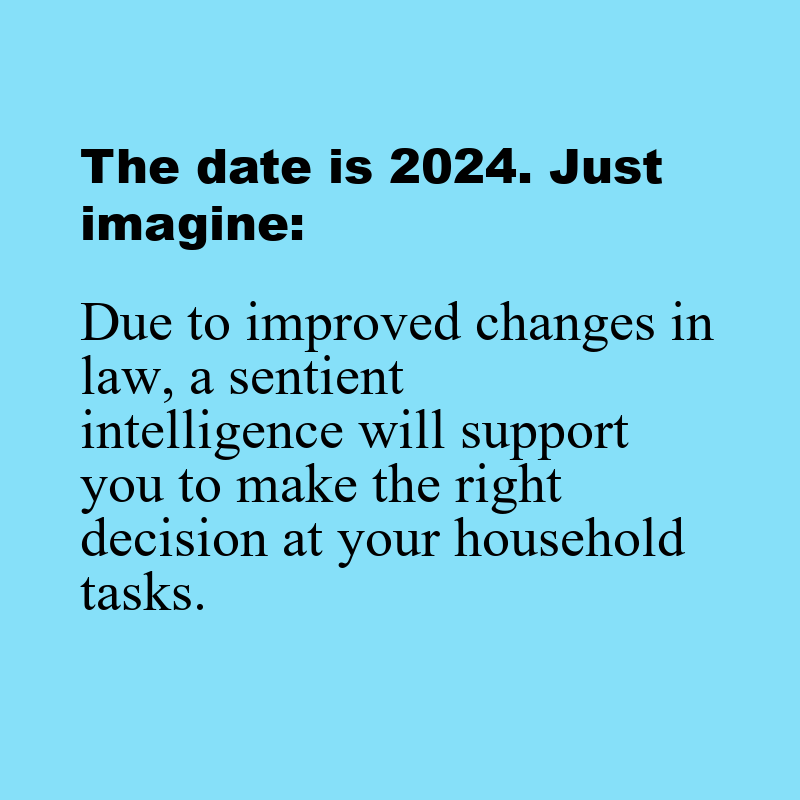 The date is 2024. Just
imagine:
Due to improved changes in
law, a sentient
intelligence will support
you to make the right
decision at your household
tasks.